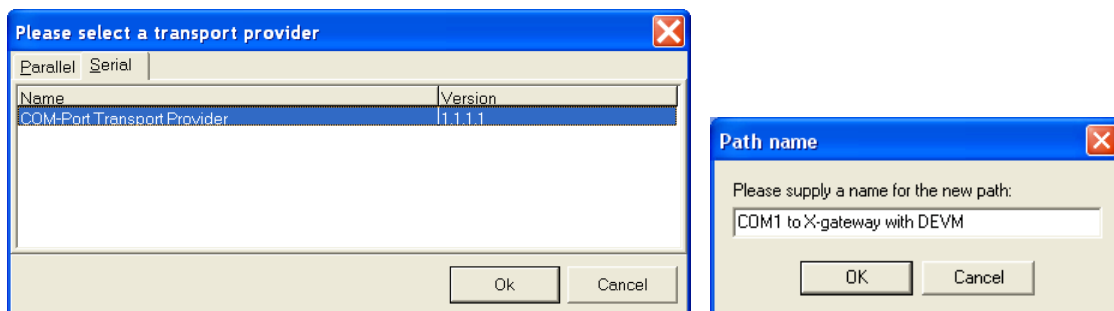 Please select a transport provider
Parallel Serial
Name Version
COM-Port Transport Provider 1.1.1.1
Ok Cancel
Path name
Please supply a name for the new path:
COM1 to X-gateway with DEVM
OK Cancel